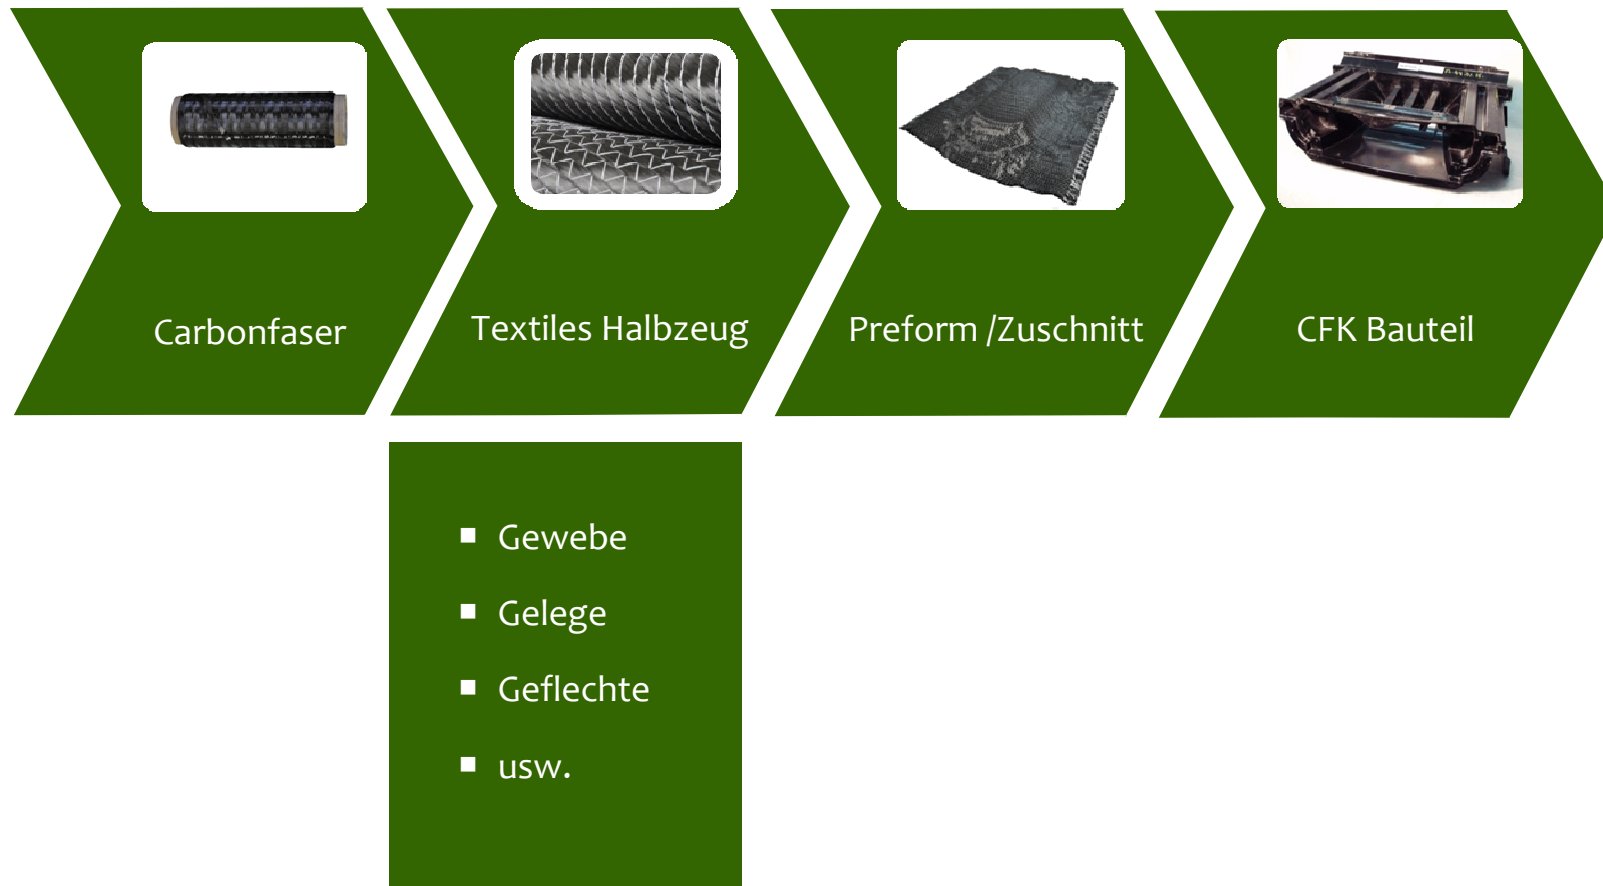 Carbonfaser
Textiles Halbzeug
Preform /Zuschnitt
CFK Bauteil
▪ Gewebe
▪ Gelege
▪ Geflechte
▪ usw.